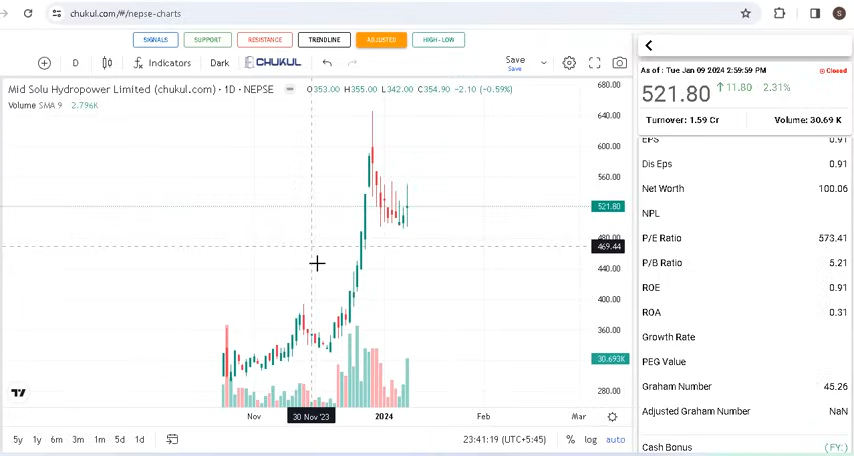 chukul.com/#/nepse-charts
S
SIGNALS
SUPPORT
RESISTANCE
TRENDLINE
ADJUSTED
HIGH-LOW
D
Indicators
Dark
CHUKUL
Save
Save
Mid Solu Hydropower Limited (chukul.com) · 1D · NEPSE
O353.00 H355.00 L342.00 C354.90 -2.10 (-0.59%)
Volume SMA 9 2.796K
680.00
640.00
600.00
560.00
521.80
480.00
469.44
440.00
400.00
360.00
30.693K
280.00
Nov
30 Nov '23
2024
Feb
Mar
5y 1y 6m 3m 1m 5d 1d
23:41:19 (UTC+5:45)
% log auto
As of : Tue Jan 09 2024 2:59:59 PM
Closed
521.80
11.80 2.31%
Turnover: 1.59 Cr
Volume: 30.69 K
EPS 0.91
Dis Eps 0.91
Net Worth 100.06
NPL
P/E Ratio 573.41
P/B Ratio 5.21
ROE 0.91
ROA 0.31
Growth Rate
PEG Value
Graham Number 45.26
Adjusted Graham Number NaN
Cash Bonus (FY:)